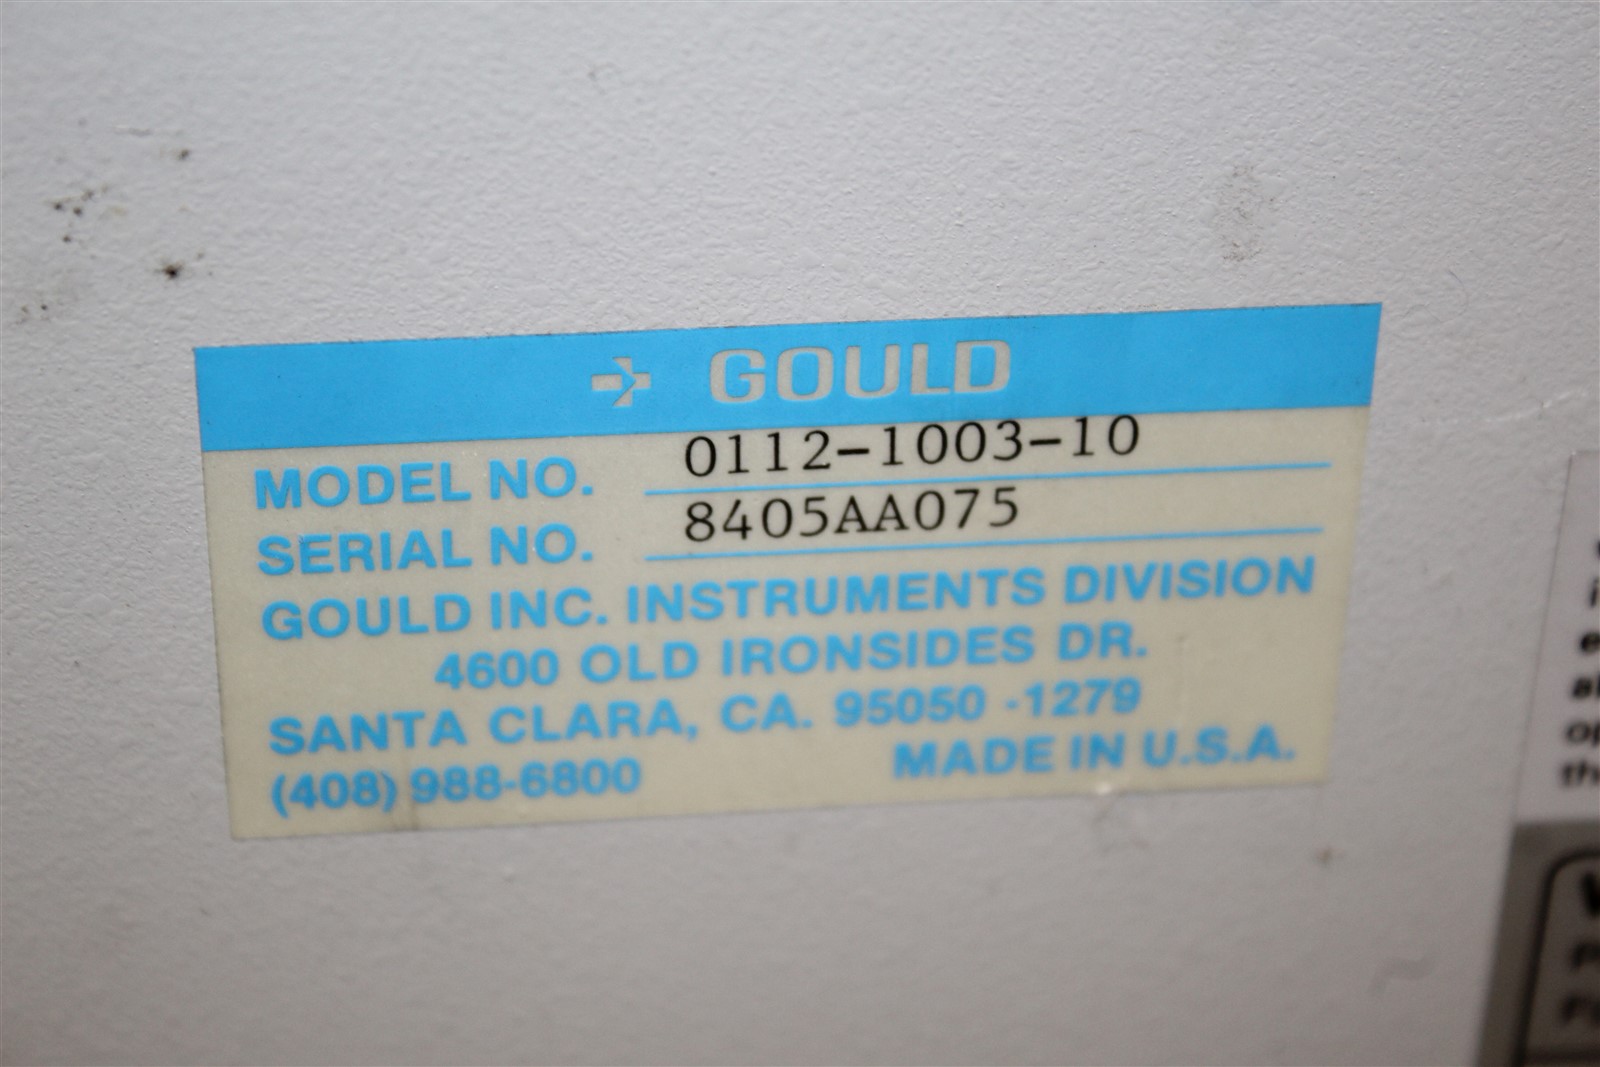 GOULD
MODEL NO. 0112-1003-10
SERIAL NO. 8405AA075
GOULD INC. INSTRUMENTS DIVISION
4600 OLD IRONSIDES DR.
SANTA CLARA, CA. 95050 -1279
(408) 988-6800 MADE IN U.S.A.